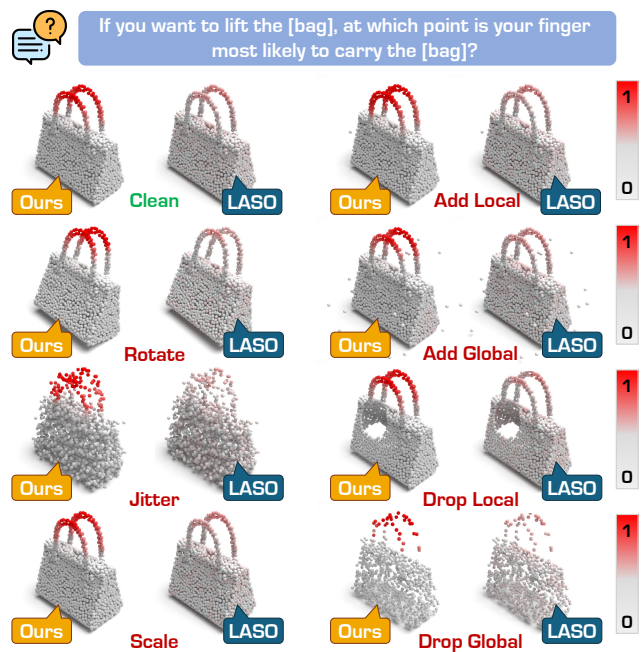 ?
If you want to lift the [bag], at which point is your finger
most likely to carry the [bag]?
Ours
Clean
LASO
Ours
Add Local
LASO
1
0
Ours
Rotate
LASO
Ours
Add Global
LASO
1
0
Ours
Jitter
LASO
Ours
Drop Local
LASO
1
0
Ours
Scale
LASO
Ours
Drop Global
LASO
1
0